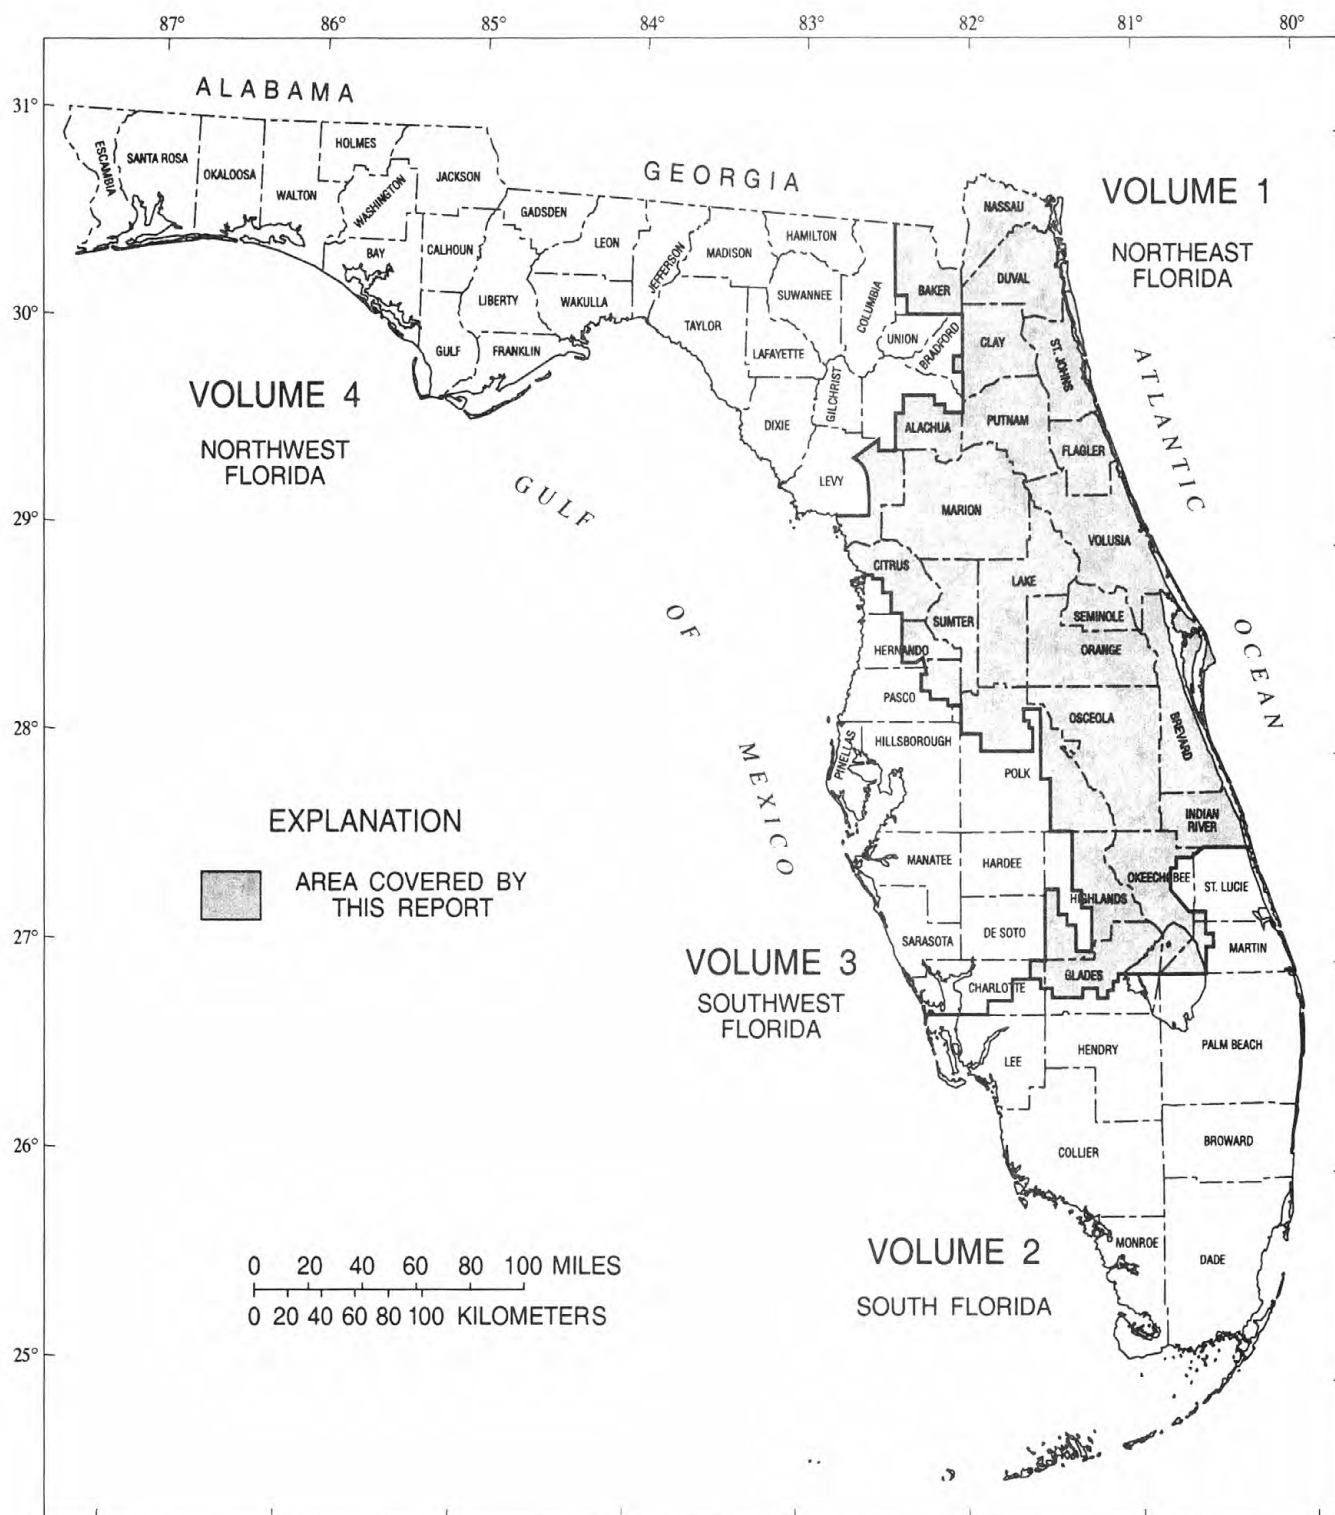 87° 86° 85° 84° 83° 82° 81° 80°
31°
30°
29°
28°
27°
26°
25°
ALABAMA
GEORGIA
VOLUME 1
NORTHEAST
FLORIDA
VOLUME 4
NORTHWEST
FLORIDA
VOLUME 3
SOUTHWEST
FLORIDA
VOLUME 2
SOUTH FLORIDA
GULF
OF
MEXICO
ATLANTIC
OCEAN
ESCAMBIA
SANTA ROSA
OKALOOSA
WALTON
HOLMES
WASHINGTON
JACKSON
BAY
CALHOUN
GULF
GADSDEN
LIBERTY
FRANKLIN
LEON
WAKULLA
JEFFERSON
MADISON
TAYLOR
HAMILTON
SUWANNEE
LAFAYETTE
COLUMBIA
DIXIE
GILCHRIST
LEVY
BAKER
UNION
BRADFORD
NASSAU
DUVAL
CLAY
ST. JOHNS
ALACHUA
PUTNAM
FLAGLER
MARION
VOLUSIA
CITRUS
LAKE
SUMTER
SEMINOLE
ORANGE
HERNANDO
PASCO
OSCEOLA
BREVARD
HILLSBOROUGH
PINELLAS
POLK
INDIAN
RIVER
MANATEE
HARDEE
OKEECHOBEE
ST. LUCIE
HIGHLANDS
SARASOTA
DE SOTO
MARTIN
CHARLOTTE
GLADES
LEE
HENDRY
PALM BEACH
COLLIER
BROWARD
MONROE
DADE
EXPLANATION
AREA COVERED BY
THIS REPORT
0 20 40 60 80 100 MILES
0 20 40 60 80 100 KILOMETERS